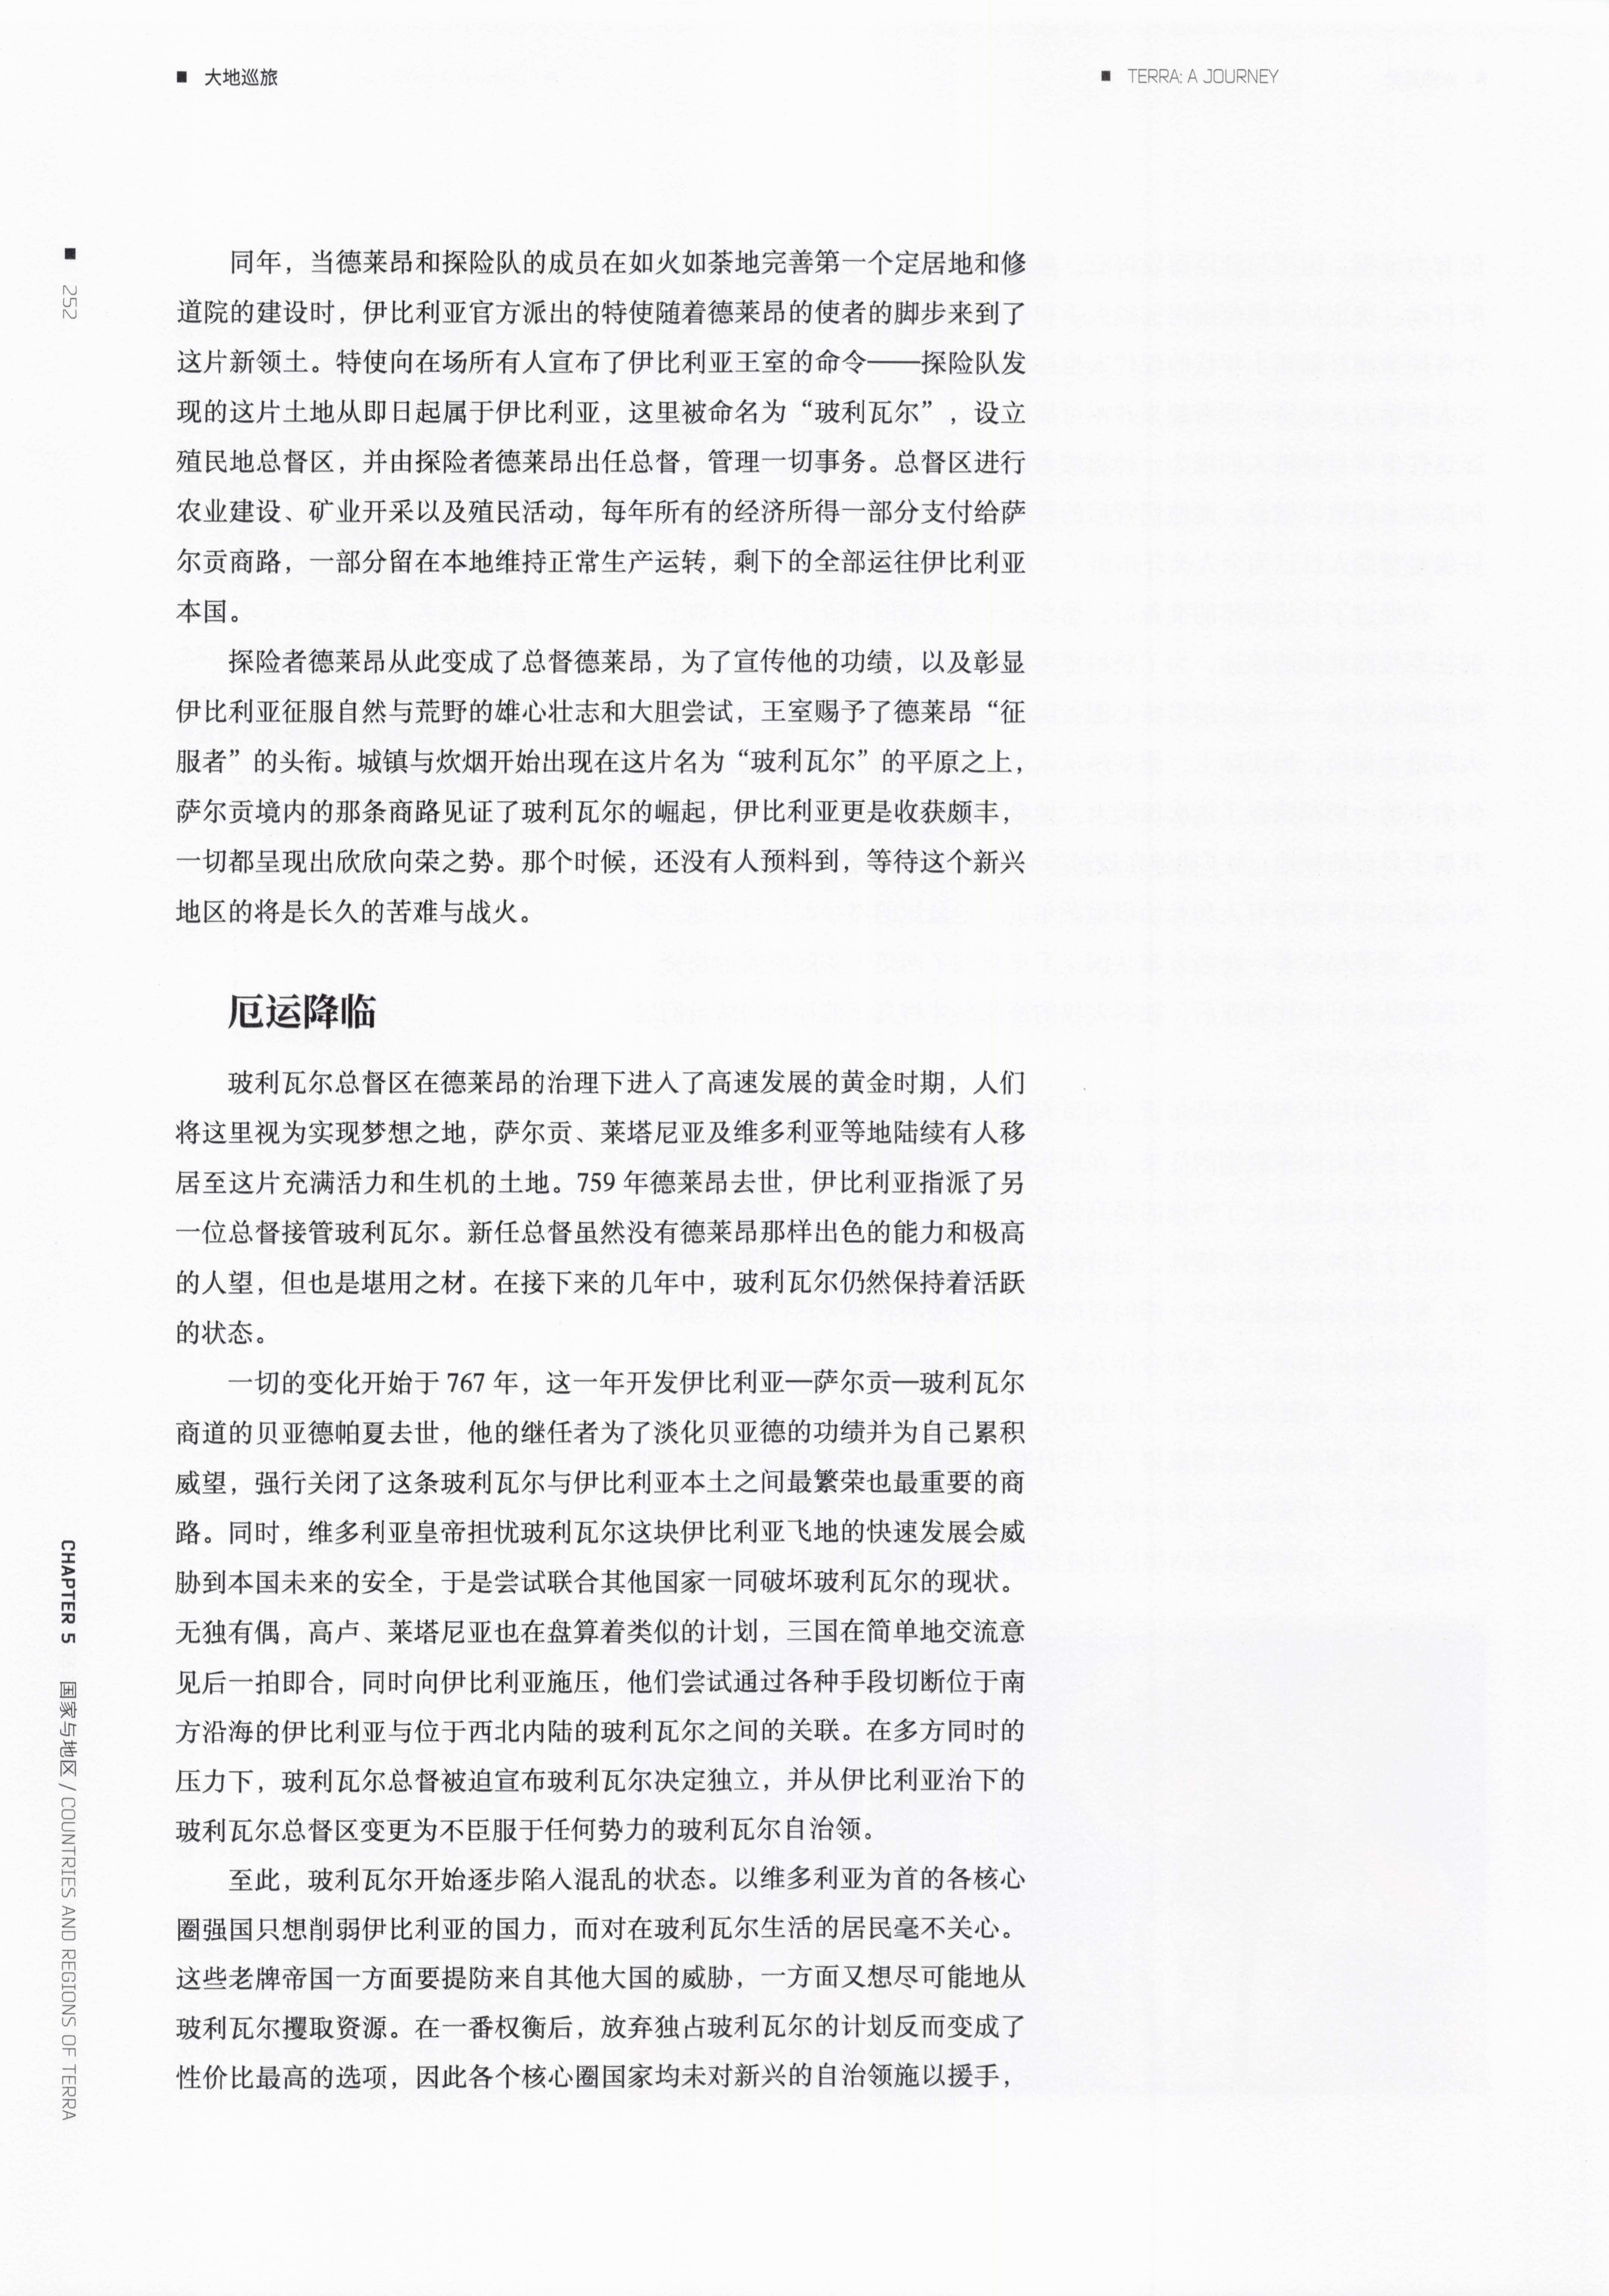 大地巡旅
TERRA: A JOURNEY
252
同年，当德莱昂和探险队的成员在如火如荼地完善第一个定居地和修
道院的建设时，伊比利亚官方派出的特使随着德莱昂的使者的脚步来到了
这片新领土。特使向在场所有人宣布了伊比利亚王室的命令——探险队发
现的这片土地从即日起属于伊比利亚，这里被命名为“玻利瓦尔”，设立
殖民地总督区，并由探险者德莱昂出任总督，管理一切事务。总督区进行
农业建设、矿业开采以及殖民活动，每年所有的经济所得一部分支付给萨
尔贡商路，一部分留在本地维持正常生产运转，剩下的全部运往伊比利亚
本国。
探险者德莱昂从此变成了总督德莱昂，为了宣传他的功绩，以及彰显
伊比利亚征服自然与荒野的雄心壮志和大胆尝试，王室赐予了德莱昂“征
服者”的头衔。城镇与炊烟开始出现在这片名为“玻利瓦尔”的平原之上，
萨尔贡境内的那条商路见证了玻利瓦尔的崛起，伊比利亚更是收获颇丰，
一切都呈现出欣欣向荣之势。那个时候，还没有人预料到，等待这个新兴
地区的将是长久的苦难与战火。
厄运降临
玻利瓦尔总督区在德莱昂的治理下进入了高速发展的黄金时期，人们
将这里视为实现梦想之地，萨尔贡、莱塔尼亚及维多利亚等地陆续有人移
居至这片充满活力和生机的土地。759 年德莱昂去世，伊比利亚指派了另
一位总督接管玻利瓦尔。新任总督虽然没有德莱昂那样出色的能力和极高
的人望，但也是堪用之材。在接下来的几年中，玻利瓦尔仍然保持着活跃
的状态。
一切的变化开始于 767 年，这一年开发伊比利亚—萨尔贡—玻利瓦尔
商道的贝亚德帕夏去世，他的继任者为了淡化贝亚德的功绩并为自己累积
威望，强行关闭了这条玻利瓦尔与伊比利亚本土之间最繁荣也最重要的商
路。同时，维多利亚皇帝担忧玻利瓦尔这块伊比利亚飞地的快速发展会威
胁到本国未来的安全，于是尝试联合其他国家一同破坏玻利瓦尔的现状。
无独有偶，高卢、莱塔尼亚也在盘算着类似的计划，三国在简单地交流意
见后一拍即合，同时向伊比利亚施压，他们尝试通过各种手段切断位于南
方沿海的伊比利亚与位于西北内陆的玻利瓦尔之间的关联。在多方同时的
压力下，玻利瓦尔总督被迫宣布玻利瓦尔决定独立，并从伊比利亚治下的
玻利瓦尔总督区变更为不臣服于任何势力的玻利瓦尔自治领。
至此，玻利瓦尔开始逐步陷入混乱的状态。以维多利亚为首的各核心
圈强国只想削弱伊比利亚的国力，而对在玻利瓦尔生活的居民毫不关心。
这些老牌帝国一方面要提防来自其他大国的威胁，一方面又想尽可能地从
玻利瓦尔攫取资源。在一番权衡后，放弃独占玻利瓦尔的计划反而变成了
性价比最高的选项，因此各个核心圈国家均未对新兴的自治领施以援手，
CHAPTER 5 国家与地区 / COUNTRIES AND REGIONS OF TERRA